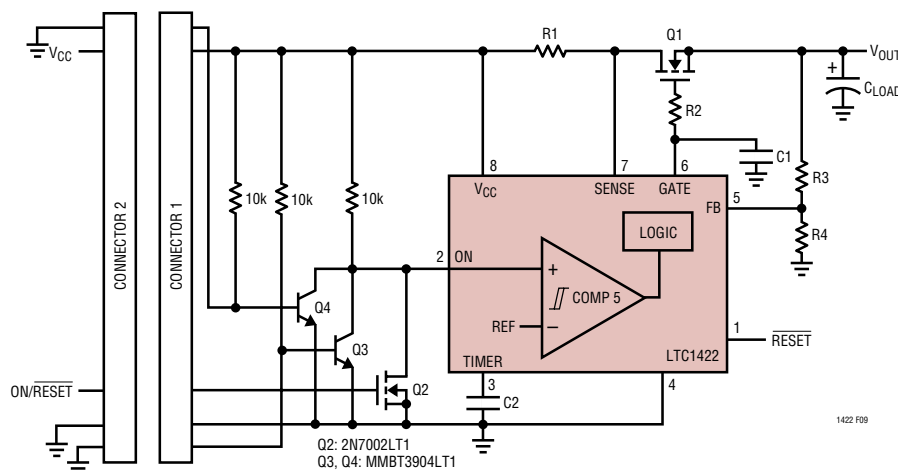 R1
Q1
VCC
VOUT
+
CLOAD
R2
C1
8
7
6
VCC
SENSE
GATE
10k
10k
10k
R3
5
FB
LOGIC
R4
CONNECTOR 2
CONNECTOR 1
2
ON
+
COMP 5
Q4
REF
−
1
RESET
Q3
TIMER
LTC1422
ON/RESET
Q2
3
4
C2
1422 F09
Q2: 2N7002LT1
Q3, Q4: MMBT3904LT1